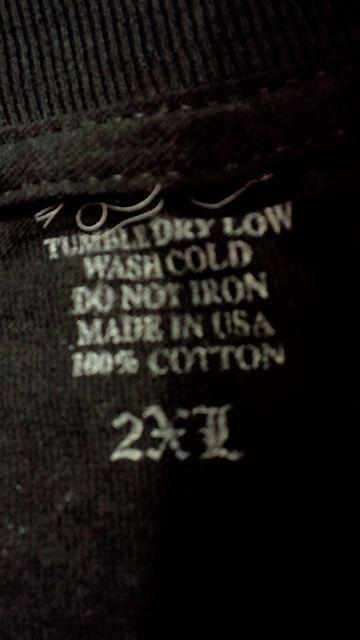 TUMBLE DRY LOW
WASH COLD
DO NOT IRON
MADE IN USA
100% COTTON
2XL